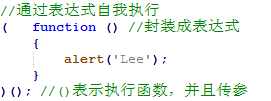 //通过表达式自我执行
(   function () //封装成表达式
    {
        alert('Lee');
    }
)(); //()表示执行函数，并且传参